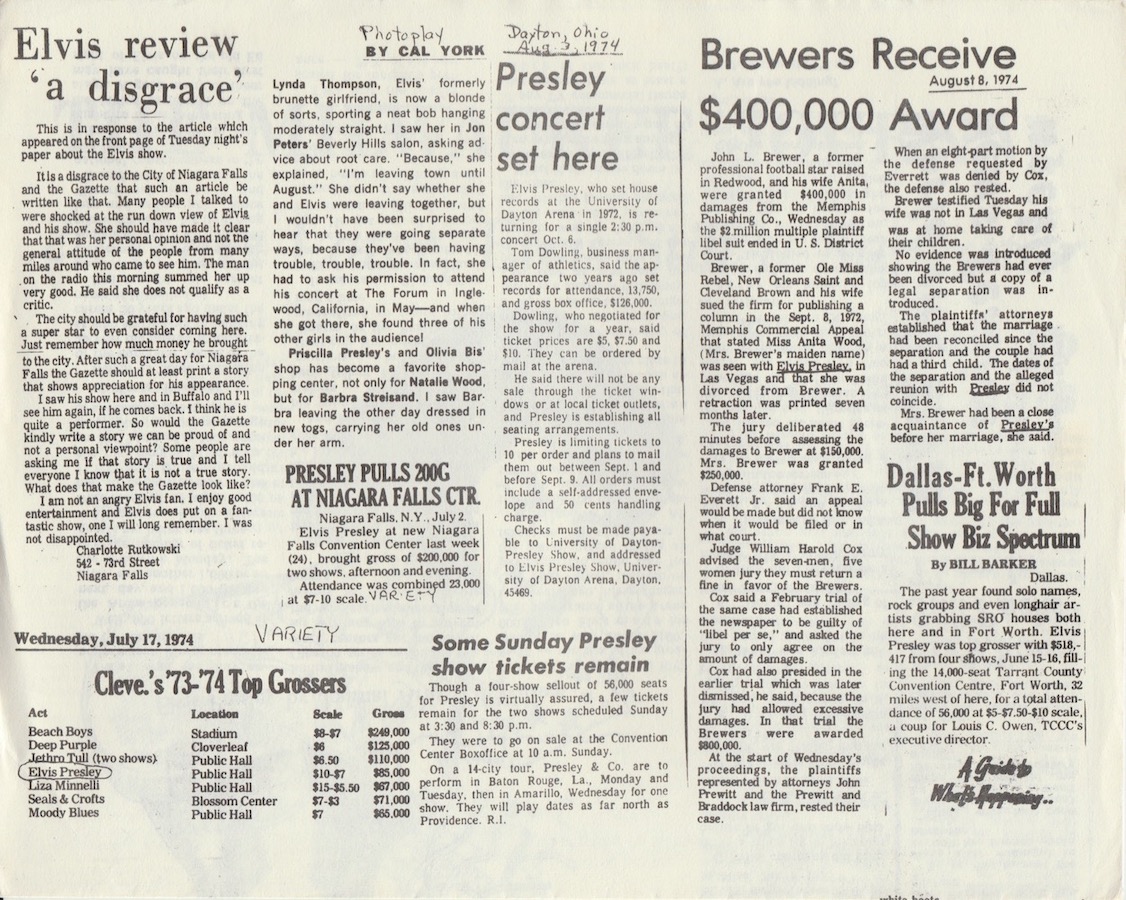 Elvis review
'a disgrace'
This is in response to the article which
appeared on the front page of Tuesday night's
paper about the Elvis show.
It is a disgrace to the City of Niagara Falls
and the Gazette that such an article be
written like that. Many people I talked to
were shocked at the run down view of Elvis
and his show. She should have made it clear
that that was her personal opinion and not the
general attitude of the people from many
miles around who came to see him. The man
on the radio this morning summed her up
very good. He said she does not qualify as a
critic.
The city should be grateful for having such
a super star to even consider coming here.
Just remember how much money he brought
to the city. After such a great day for Niagara
Falls the Gazette should at least print a story
that shows appreciation for his appearance.
I saw his show here and in Buffalo and I'll
see him again, if he comes back. I think he is
quite a performer. So would the Gazette
kindly write a story we can be proud of and
not a personal viewpoint? Some people are
asking me if that story is true and I tell
everyone I know that it is not a true story.
What does that make the Gazette look like?
I am not an angry Elvis fan. I enjoy good
entertainment and Elvis does put on a fan-
tastic show, one I will long remember. I was
not disappointed.
Charlotte Rutkowski
542 - 73rd Street
Niagara Falls
Photoplay
BY CAL YORK
Lynda Thompson, Elvis' formerly
brunette girlfriend, is now a blonde
of sorts, sporting a neat bob hanging
moderately straight. I saw her in Jon
Peters' Beverly Hills salon, asking ad-
vice about root care. "Because," she
explained, "I'm leaving town until
August." She didn't say whether she
and Elvis were leaving together, but
I wouldn't have been surprised to
hear that they were going separate
ways, because they've been having
trouble, trouble, trouble. In fact, she
had to ask his permission to attend
his concert at The Forum in Ingle-
wood, California, in May—and when
she got there, she found three of his
other girls in the audience!
Priscilla Presley's and Olivia Bis'
shop has become a favorite shop-
ping center, not only for Natalie Wood,
but for Barbra Streisand. I saw Bar-
bra leaving the other day dressed in
new togs, carrying her old ones un-
der her arm.
PRESLEY PULLS 200G
AT NIAGARA FALLS CTR.
Niagara Falls, N.Y., July 2.
Elvis Presley at new Niagara
Falls Convention Center last week
(24), brought gross of $200,000 for
two shows, afternoon and evening.
Attendance was combined 23,000
at $7-10 scale. VARIETY
Dayton, Ohio
Aug 3, 1974
Presley
concert
set here
Elvis Presley, who set house
records at the University of
Dayton Arena in 1972, is re-
turning for a single 2:30 p.m.
concert Oct. 6.
Tom Dowling, business man-
ager of athletics, said the ap-
pearance two years ago set
records for attendance, 13,750,
and gross box office, $126,000.
Dowling, who negotiated for
the show for a year, said
ticket prices are $5, $7.50 and
$10. They can be ordered by
mail at the arena.
He said there will not be any
sale through the ticket win-
dows or at local ticket outlets,
and Presley is establishing all
seating arrangements.
Presley is limiting tickets to
10 per order and plans to mail
them out between Sept. 1 and
before Sept. 9. All orders must
include a self-addressed enve-
lope and 50 cents handling
charge.
Checks must be made paya-
ble to University of Dayton-
Presley Show, and addressed
to Elvis Presley Show, Univer-
sity of Dayton Arena, Dayton,
45469.
Brewers Receive
August 8, 1974
$400,000 Award
John L. Brewer, a former
professional football star raised
in Redwood, and his wife Anita,
were granted $400,000 in
damages from the Memphis
Publishing Co., Wednesday as
the $2.million multiple plaintiff
libel suit ended in U. S. District
Court.
Brewer, a former Ole Miss
Rebel, New Orleans Saint and
Cleveland Brown and his wife
sued the firm for publishing a
column in the Sept. 8, 1972,
Memphis Commercial Appeal
that stated Miss Anita Wood,
(Mrs. Brewer's maiden name)
was seen with Elvis Presley, in
Las Vegas and that she was
divorced from Brewer. A
retraction was printed seven
months later.
The jury deliberated 48
minutes before assessing the
damages to Brewer at $150,000.
Mrs. Brewer was granted
$250,000.
Defense attorney Frank E.
Everett Jr. said an appeal
would be made but did not know
when it would be filed or in
what court.
Judge William Harold Cox
advised the seven-men, five
women jury they must return a
fine in favor of the Brewers.
Cox said a February trial of
the same case had established
the newspaper to be guilty of
"libel per se," and asked the
jury to only agree on the
amount of damages.
Cox had also presided in the
earlier trial which was later
dismissed, he said, because the
jury had allowed excessive
damages. In that trial the
Brewers were awarded
$800,000.
At the start of Wednesday's
proceedings, the plaintiffs
represented by attorneys John
Prewitt and the Prewitt and
Braddock law firm, rested their
case.
When an eight-part motion by
the defense requested by
Everett was denied by Cox,
the defense also rested.
Brewer testified Tuesday his
wife was not in Las Vegas and
was at home taking care of
their children.
No evidence was introduced
showing the Brewers had ever
been divorced but a copy of a
legal separation was in-
troduced.
The plaintiffs' attorneys
established that the marriage
had been reconciled since the
separation and the couple had
had a third child. The dates of
the separation and the alleged
reunion with Presley did not
coincide.
Mrs. Brewer had been a close
acquaintance of Presley's
before her marriage, she said.
Dallas-Ft. Worth
Pulls Big For Full
Show Biz Spectrum
By BILL BARKER
Dallas.
The past year found solo names,
rock groups and even longhair ar-
tists grabbing SRO houses both
here and in Fort Worth. Elvis
Presley was top grosser with $518,-
417 from four shows, June 15-16, fill-
ing the 14,000-seat Tarrant County
Convention Centre, Fort Worth, 32
miles west of here, for a total atten-
dance of 56,000 at $5-$7.50-$10 scale,
a coup for Louis C. Owen, TCCC's
executive director.
A Guide to
What's Happening..
Wednesday, July 17, 1974
VARIETY
Cleve.'s '73-'74 Top Grossers
Act Location Scale Gross
Beach Boys Stadium $8-$7 $249,000
Deep Purple Cloverleaf $6 $125,000
Jethro Tull (two shows) Public Hall $6.50 $110,000
Elvis Presley Public Hall $10-$7 $85,000
Liza Minnelli Public Hall $15-$5.50 $67,000
Seals & Crofts Blossom Center $7-$3 $71,000
Moody Blues Public Hall $7 $65,000
Some Sunday Presley
show tickets remain
Though a four-show sellout of 56,000 seats
for Presley is virtually assured, a few tickets
remain for the two shows scheduled Sunday
at 3:30 and 8:30 p.m.
They were to go on sale at the Convention
Center Boxoffice at 10 a.m. Sunday.
On a 14-city tour, Presley & Co. are to
perform in Baton Rouge, La., Monday and
Tuesday, then in Amarillo, Wednesday for one
show. They will play dates as far north as
Providence. R.I.